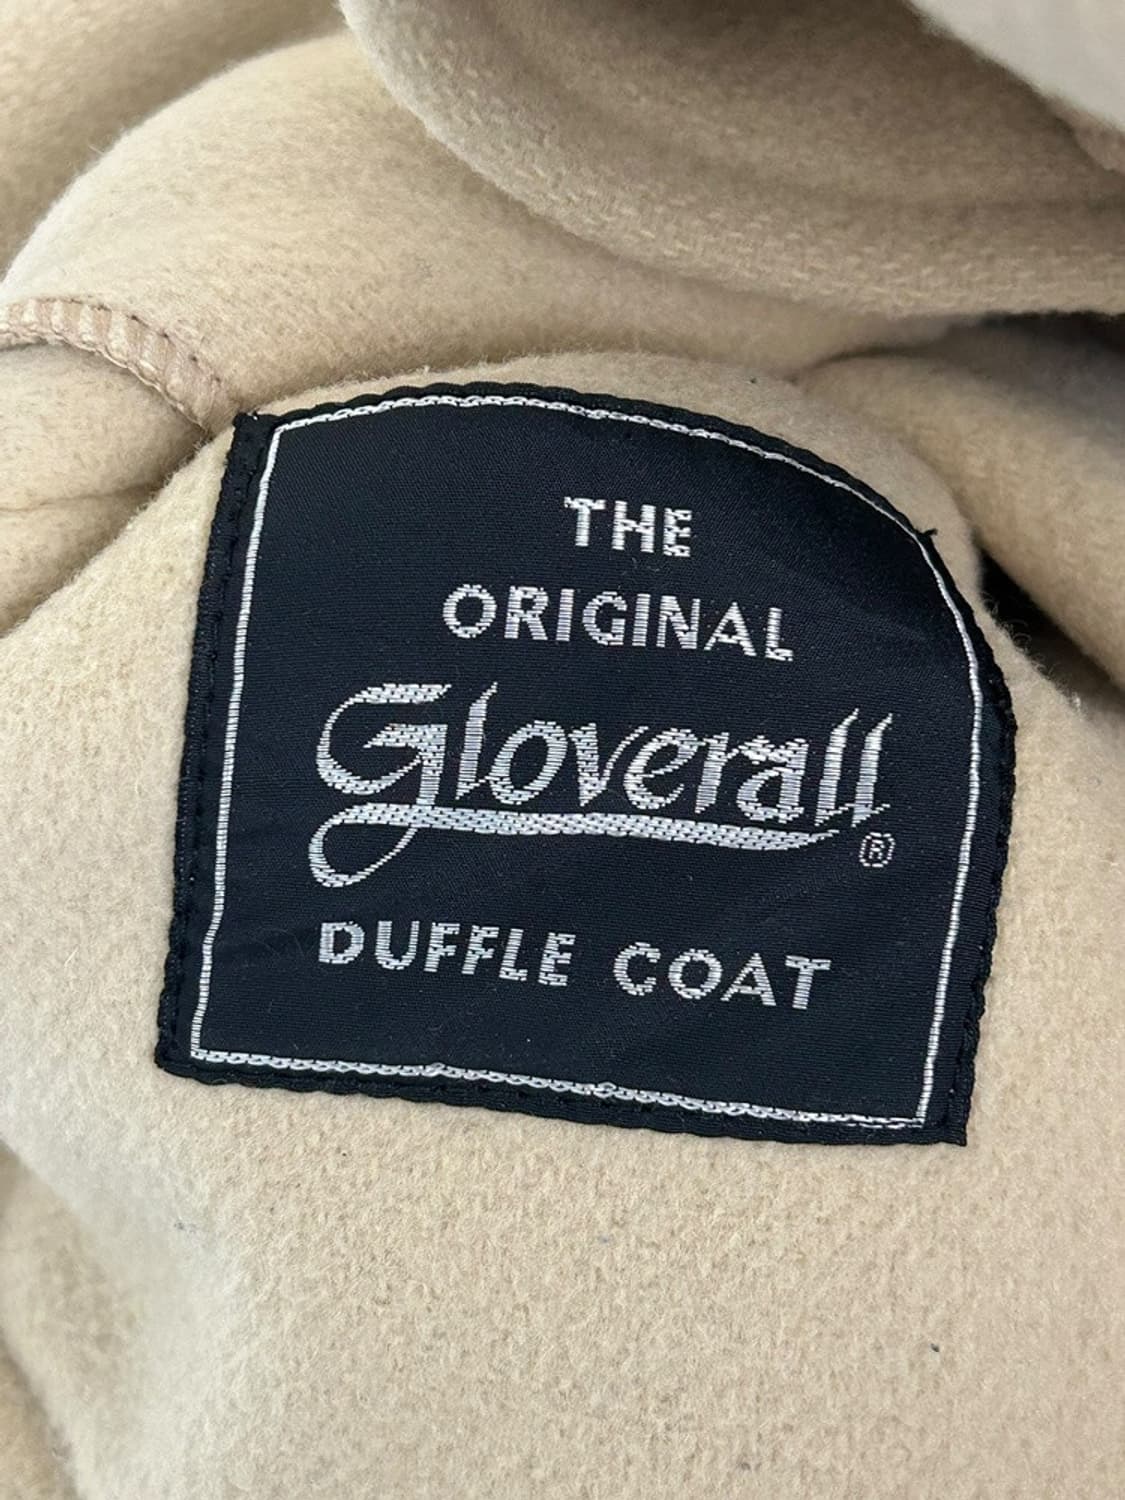 THE
ORIGINAL
Gloverall®
DUFFLE COAT